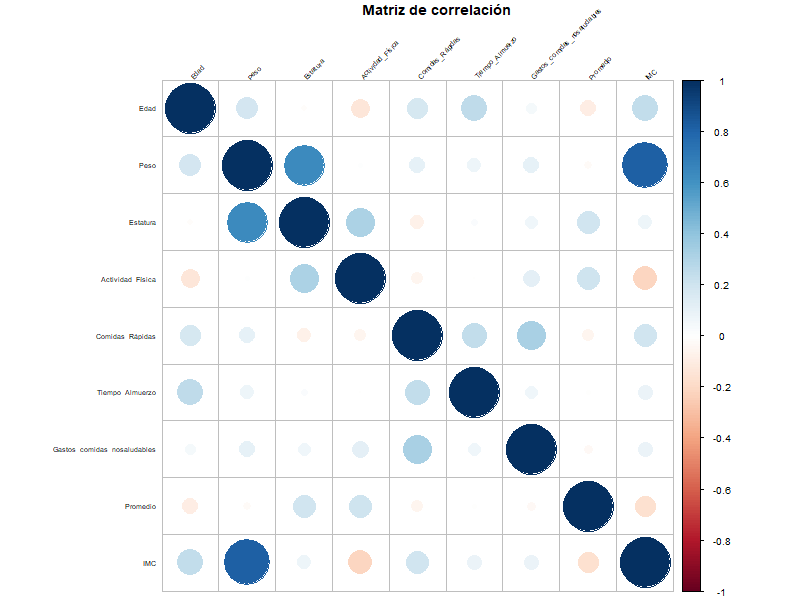 Matriz de correlación
Edad
peso
Estatura
Actividad_Física
Comidas_Rápidas
Tiempo_Almuerzo
Gastos_comidas_nosaludables
Promedio
IMC
1
Edad
0.8
Peso
0.6
Estatura
0.4
Actividad Física
0.2
Comidas Rápidas
0
Tiempo Almuerzo
-0.2
Gastos comidas nosaludables
-0.4
Promedio
-0.6
IMC
-0.8
-1